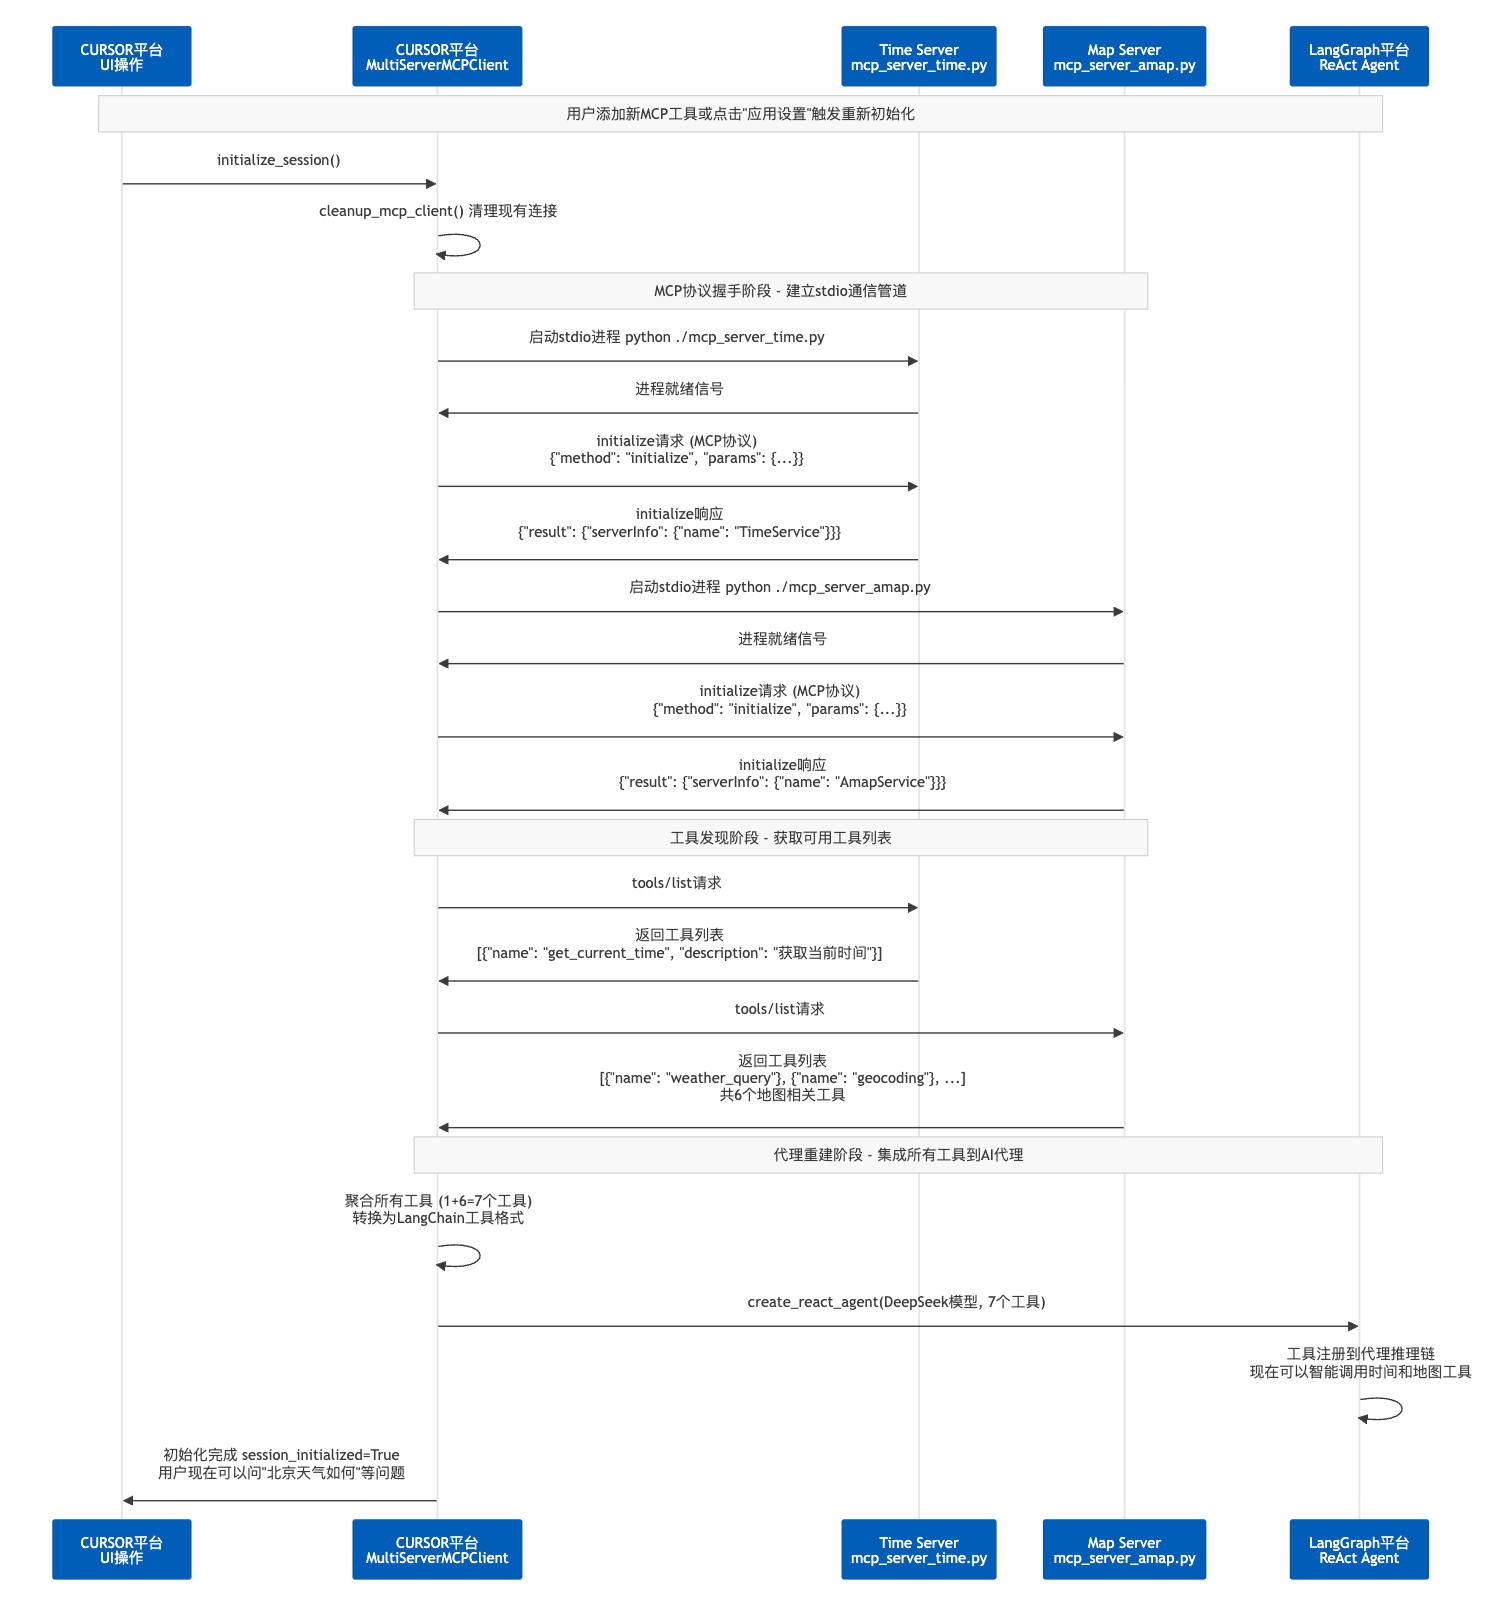 CURSOR平台
UI操作
CURSOR平台
MultiServerMCPClient
Time Server
mcp_server_time.py
Map Server
mcp_server_amap.py
LangGraph平台
ReAct Agent
用户添加新MCP工具或点击"应用设置"触发重新初始化
initialize_session()
cleanup_mcp_client() 清理现有连接
MCP协议握手阶段 - 建立stdio通信管道
启动stdio进程 python ./mcp_server_time.py
进程就绪信号
initialize请求 (MCP协议)
{"method": "initialize", "params": {...}}
initialize响应
{"result": {"serverInfo": {"name": "TimeService"}}}
启动stdio进程 python ./mcp_server_amap.py
进程就绪信号
initialize请求 (MCP协议)
{"method": "initialize", "params": {...}}
initialize响应
{"result": {"serverInfo": {"name": "AmapService"}}}
工具发现阶段 - 获取可用工具列表
tools/list请求
返回工具列表
[{"name": "get_current_time", "description": "获取当前时间"}]
tools/list请求
返回工具列表
[{"name": "weather_query"}, {"name": "geocoding"}, ...]
共6个地图相关工具
代理重建阶段 - 集成所有工具到AI代理
聚合所有工具 (1+6=7个工具)
转换为LangChain工具格式
create_react_agent(DeepSeek模型, 7个工具)
工具注册到代理推理链
现在可以智能调用时间和地图工具
初始化完成 session_initialized=True
用户现在可以问"北京天气如何"等问题
CURSOR平台
UI操作
CURSOR平台
MultiServerMCPClient
Time Server
mcp_server_time.py
Map Server
mcp_server_amap.py
LangGraph平台
ReAct Agent